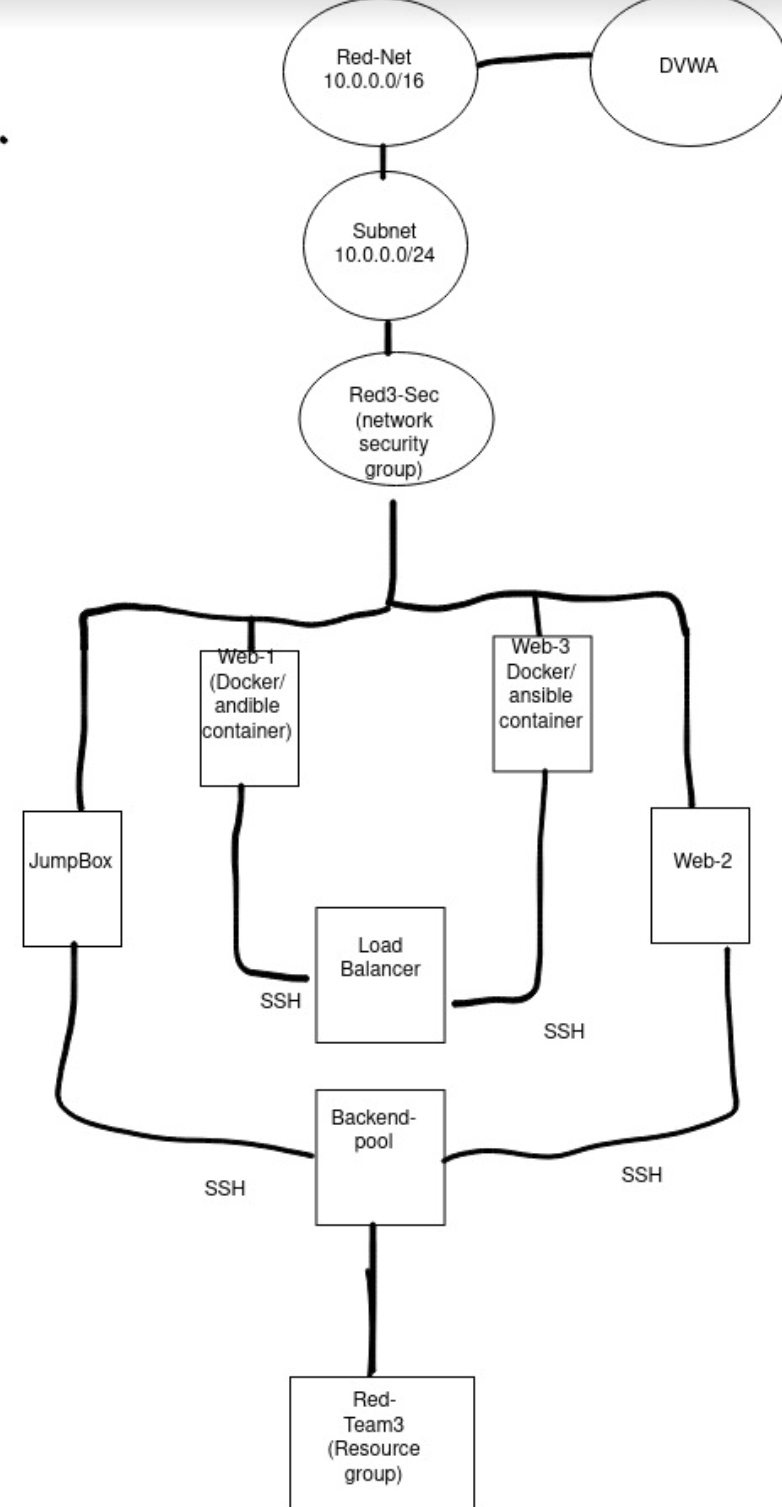 Red-Net
10.0.0.0/16
DVWA
Subnet
10.0.0.0/24
Red3-Sec
(network
security
group)
Web-1
(Docker/
andible
container)
Web-3
Docker/
ansible
container
JumpBox
Web-2
Load
Balancer
SSH
SSH
Backend-
pool
SSH
SSH
Red-
Team3
(Resource
group)